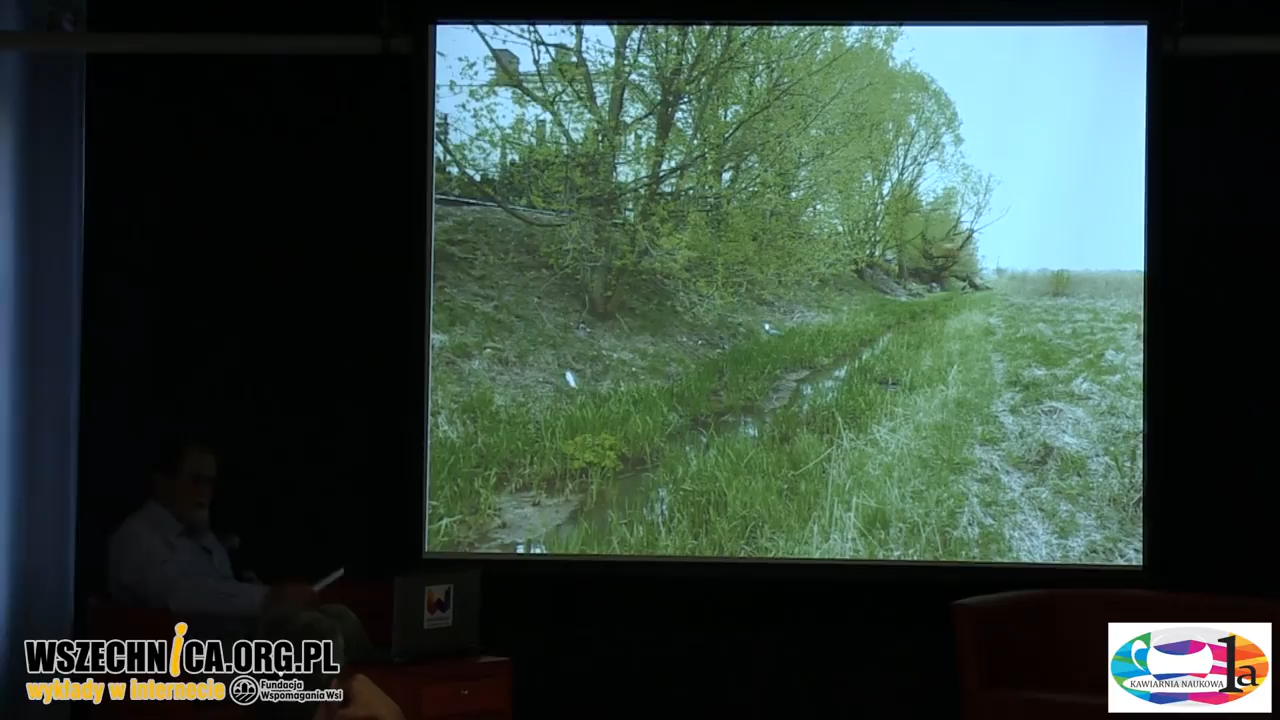 WSZECHNICA.ORG.PL
wykłady w internecie
Fundacja
Wspomagania Wsi
1a
KAWIARNIA NAUKOWA